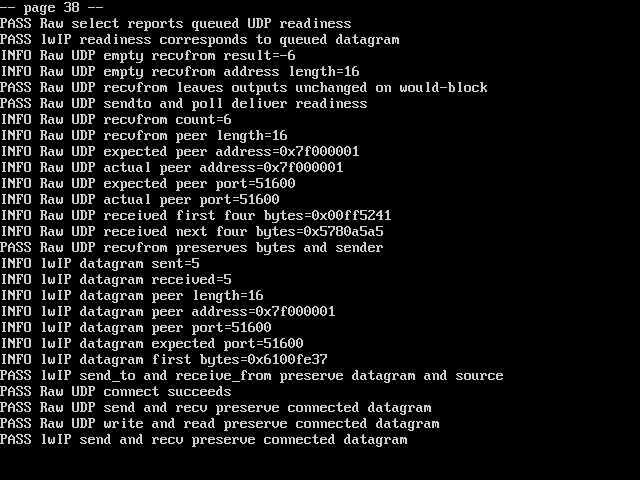 -- page 38 --
PASS Raw select reports queued UDP readiness
PASS lwIP readiness corresponds to queued datagram
INFO Raw UDP empty recvfrom result=-6
INFO Raw UDP empty recvfrom address length=16
PASS Raw UDP recvfrom leaves outputs unchanged on would-block
PASS Raw UDP sendto and poll deliver readiness
INFO Raw UDP recvfrom count=6
INFO Raw UDP recvfrom peer length=16
INFO Raw UDP expected peer address=0x7f000001
INFO Raw UDP actual peer address=0x7f000001
INFO Raw UDP expected peer port=51600
INFO Raw UDP actual peer port=51600
INFO Raw UDP received first four bytes=0x00ff5241
INFO Raw UDP received next four bytes=0x5780a5a5
PASS Raw UDP recvfrom preserves bytes and sender
INFO lwIP datagram sent=5
INFO lwIP datagram received=5
INFO lwIP datagram peer length=16
INFO lwIP datagram peer address=0x7f000001
INFO lwIP datagram peer port=51600
INFO lwIP datagram expected port=51600
INFO lwIP datagram first bytes=0x6100fe37
PASS lwIP send_to and receive_from preserve datagram and source
PASS Raw UDP connect succeeds
PASS Raw UDP send and recv preserve connected datagram
PASS Raw UDP write and read preserve connected datagram
PASS lwIP send and recv preserve connected datagram